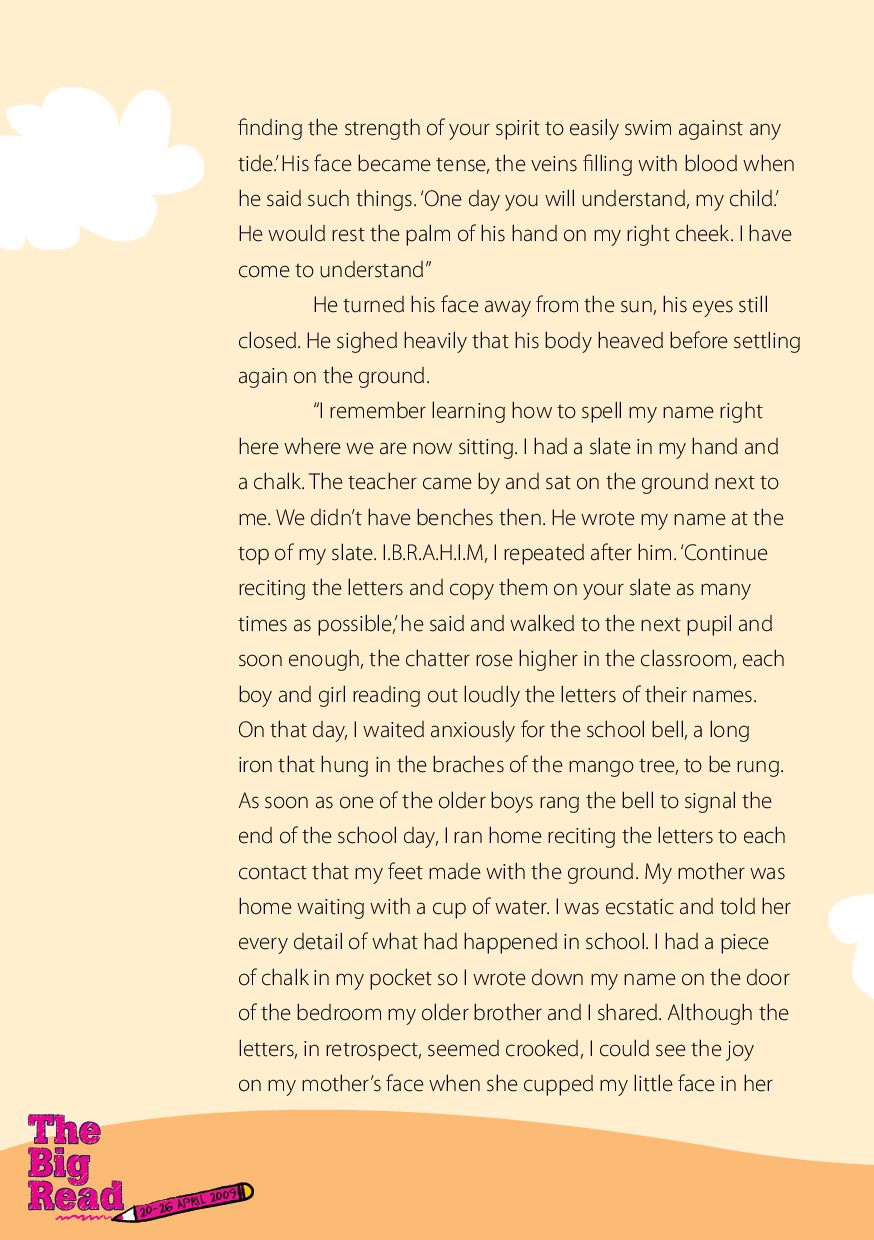 finding the strength of your spirit to easily swim against any
tide.’ His face became tense, the veins filling with blood when
he said such things. ‘One day you will understand, my child.’
He would rest the palm of his hand on my right cheek. I have
come to understand”
He turned his face away from the sun, his eyes still
closed. He sighed heavily that his body heaved before settling
again on the ground.
“I remember learning how to spell my name right
here where we are now sitting. I had a slate in my hand and
a chalk. The teacher came by and sat on the ground next to
me. We didn’t have benches then. He wrote my name at the
top of my slate. I.B.R.A.H.I.M, I repeated after him. ‘Continue
reciting the letters and copy them on your slate as many
times as possible,’ he said and walked to the next pupil and
soon enough, the chatter rose higher in the classroom, each
boy and girl reading out loudly the letters of their names.
On that day, I waited anxiously for the school bell, a long
iron that hung in the braches of the mango tree, to be rung.
As soon as one of the older boys rang the bell to signal the
end of the school day, I ran home reciting the letters to each
contact that my feet made with the ground. My mother was
home waiting with a cup of water. I was ecstatic and told her
every detail of what had happened in school. I had a piece
of chalk in my pocket so I wrote down my name on the door
of the bedroom my older brother and I shared. Although the
letters, in retrospect, seemed crooked, I could see the joy
on my mother’s face when she cupped my little face in her
The
Big
Read
20-26 APRIL 2009